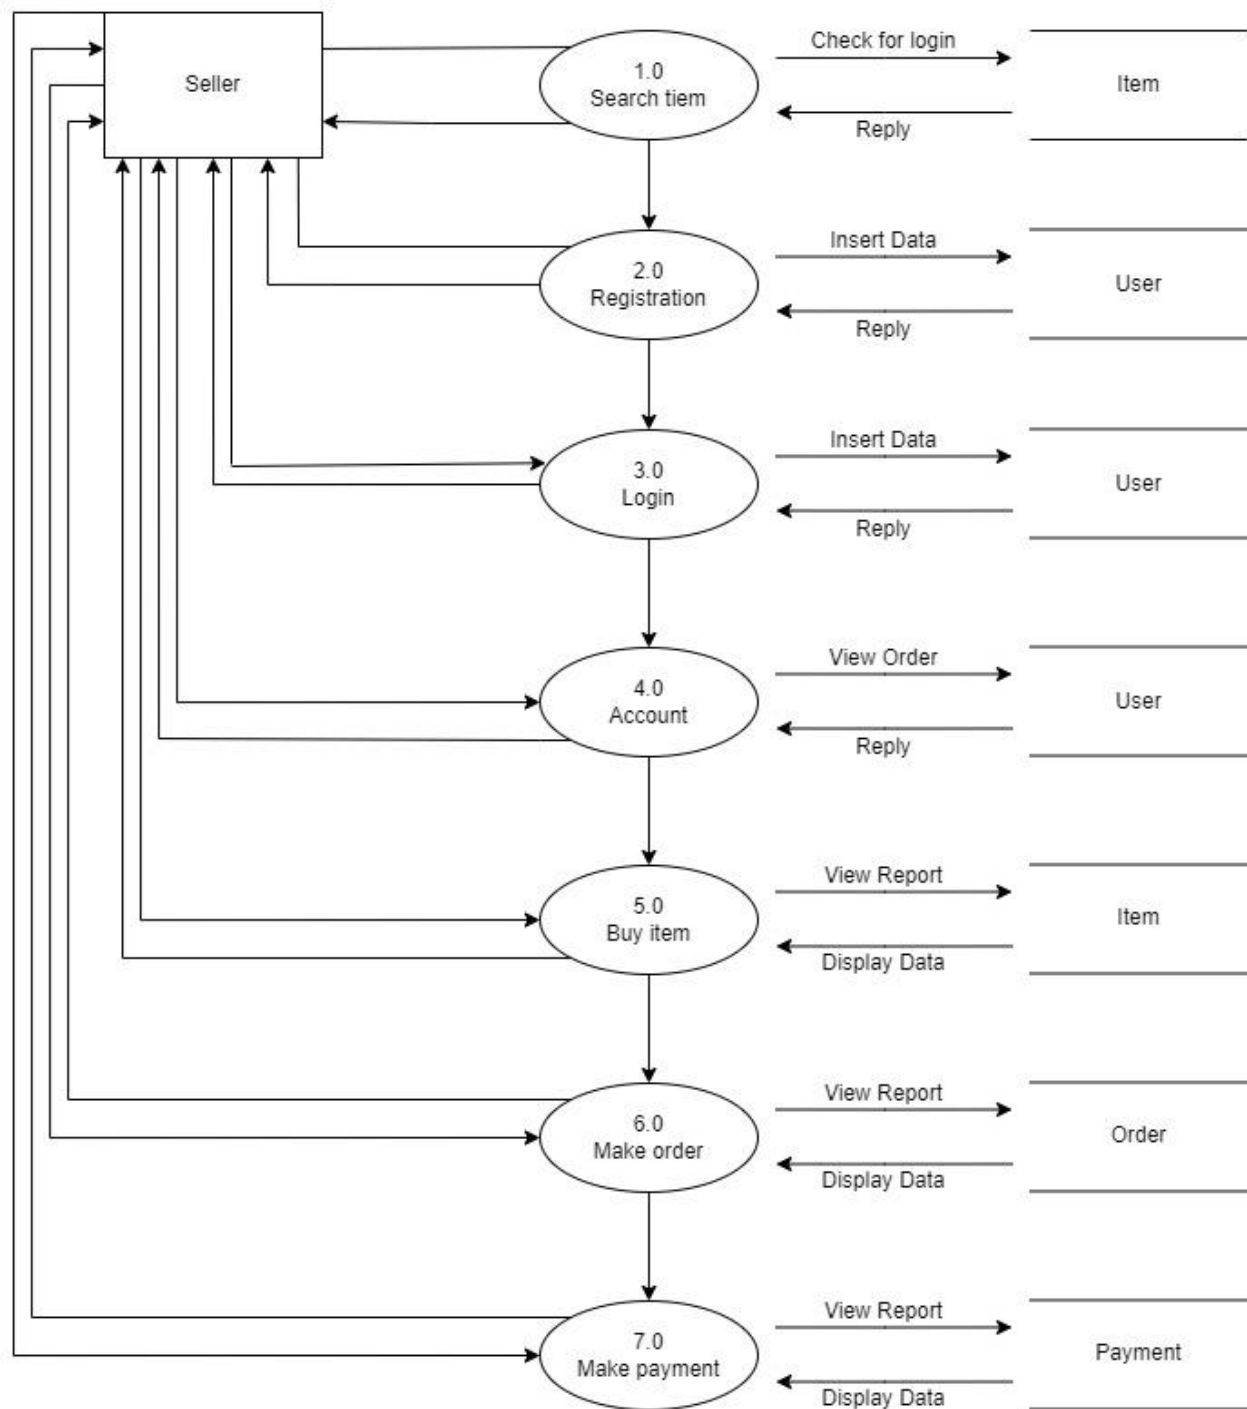 Seller
1.0
Search tiem
Check for login
Reply
Item
2.0
Registration
Insert Data
Reply
User
3.0
Login
Insert Data
Reply
User
4.0
Account
View Order
Reply
User
5.0
Buy item
View Report
Display Data
Item
6.0
Make order
View Report
Display Data
Order
7.0
Make payment
View Report
Display Data
Payment